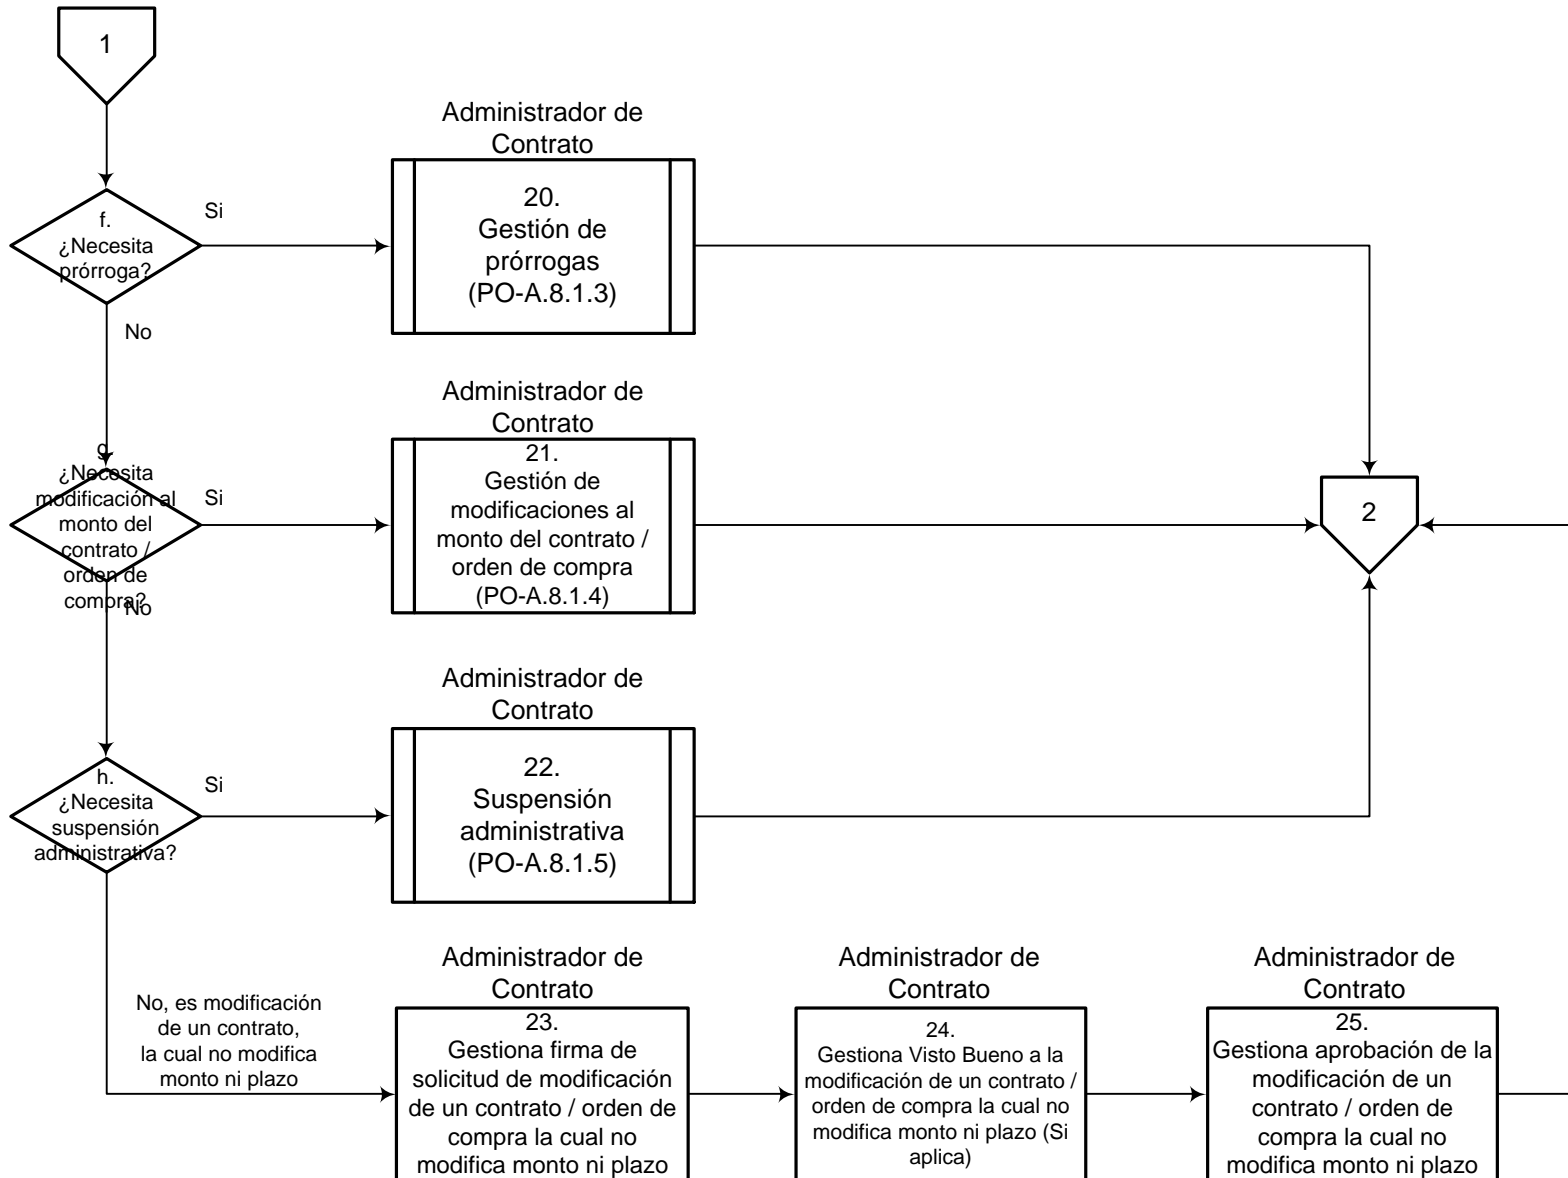 1
Administrador de
Contrato
f.
¿Necesita
prórroga?
Si
20.
Gestión de
prórrogas
(PO-A.8.1.3)
No
Administrador de
Contrato
g.
¿Necesita
modificación al
monto del
contrato /
orden de
compra?
Si
21.
Gestión de
modificaciones al
monto del contrato /
orden de compra
(PO-A.8.1.4)
2
No
Administrador de
Contrato
h.
¿Necesita
suspensión
administrativa?
Si
22.
Suspensión
administrativa
(PO-A.8.1.5)
No, es modificación
de un contrato,
la cual no modifica
monto ni plazo
Administrador de
Contrato
23.
Gestiona firma de
solicitud de modificación
de un contrato / orden de
compra la cual no
modifica monto ni plazo
Administrador de
Contrato
24.
Gestiona Visto Bueno a la
modificación de un contrato /
orden de compra la cual no
modifica monto ni plazo (Si
aplica)
Administrador de
Contrato
25.
Gestiona aprobación de la
modificación de un
contrato / orden de
compra la cual no
modifica monto ni plazo